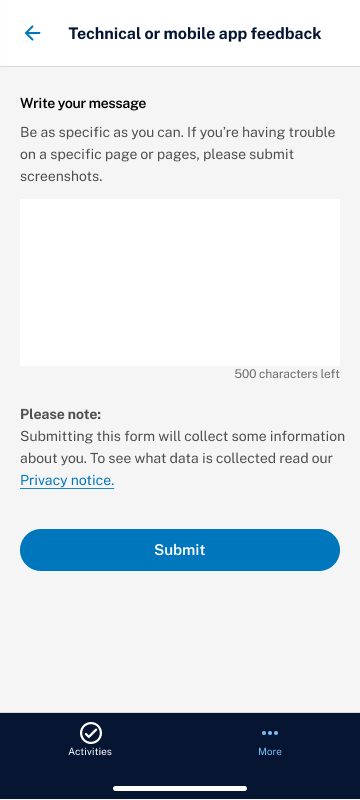 Technical or mobile app feedback
Write your message
Be as specific as you can. If you're having trouble
on a specific page or pages, please submit
screenshots.
500 characters left
Please note:
Submitting this form will collect some information
about you. To see what data is collected read our
Privacy notice.
Submit
Activities
More